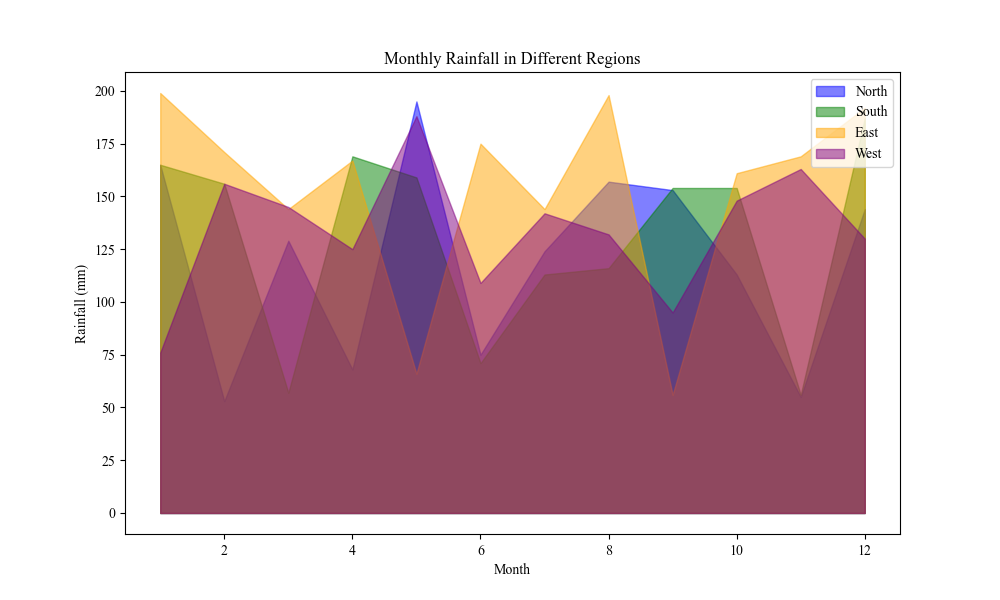 Monthly Rainfall in Different Regions
North
South
East
West
Rainfall (mm)
200
175
150
125
100
75
50
25
0
2 4 6 8 10 12
Month